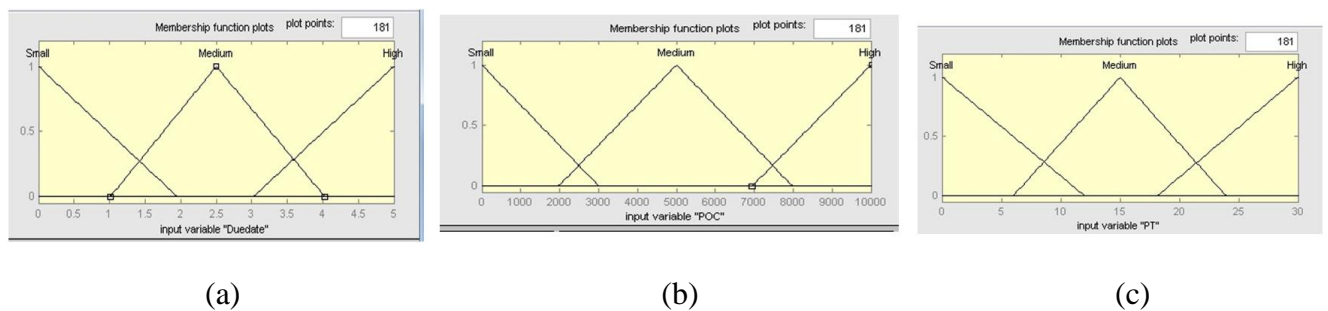 Membership function plots plot points: 181
Small Medium High
1
0.5
0
0 0.5 1 1.5 2 2.5 3 3.5 4 4.5 5
input variable "Duedate"
(a)
Membership function plots plot points: 181
Small Medium High
1
0.5
0
0 1000 2000 3000 4000 5000 6000 7000 8000 9000 10000
input variable "POC"
(b)
Membership function plots plot points: 181
Small Medium High
1
0.5
0
0 5 10 15 20 25 30
input variable "PT"
(c)